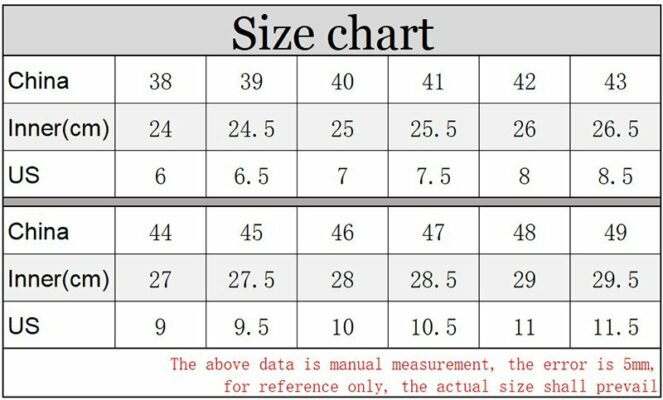 Size chart
China 38 39 40 41 42 43
Inner(cm) 24 24.5 25 25.5 26 26.5
US 6 6.5 7 7.5 8 8.5
China 44 45 46 47 48 49
Inner(cm) 27 27.5 28 28.5 29 29.5
US 9 9.5 10 10.5 11 11.5
The above data is manual measurement, the error is 5mm,
for reference only, the actual size shall prevail